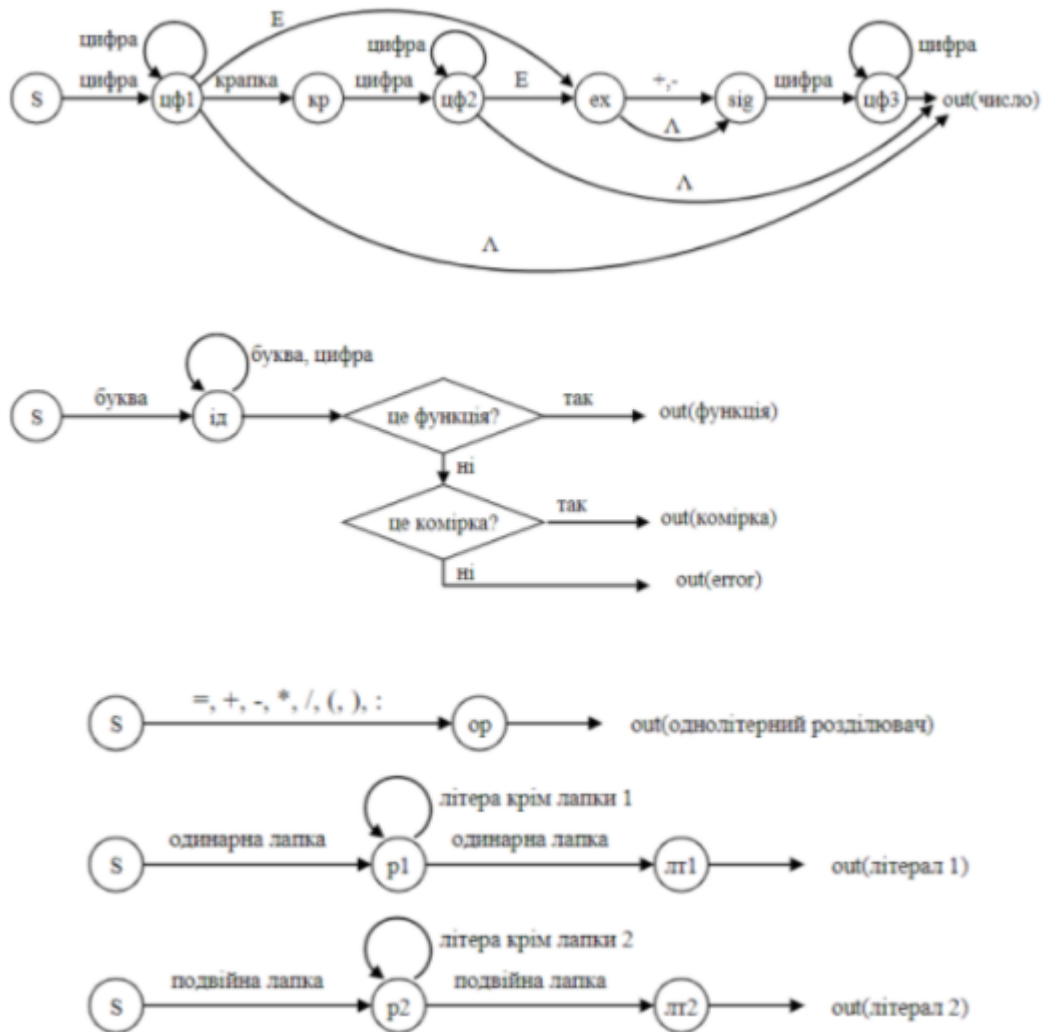 E
цифра
цифра
цифра
S цифра цф1 крапка кр цифра цф2 E ex +,- sig цифра цф3 out(число)
Λ
Λ
Λ
буква, цифра
S буква ід це функція? так out(функція)
ні
це комірка? так out(комірка)
ні out(error)
=, +, -, *, /, (, ), :
S op out(однолітерний розділювач)
літера крім лапки 1
одинарна лапка одинарна лапка
S р1 лт1 out(літерал 1)
літера крім лапки 2
подвійна лапка подвійна лапка
S р2 лт2 out(літерал 2)